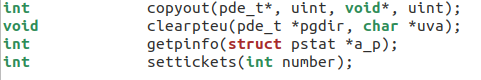 int copyout(pde_t*, uint, void*, uint);
void clearpteu(pde_t *pgdir, char *uva);
int getpinfo(struct pstat *a_p);
int settickets(int number);